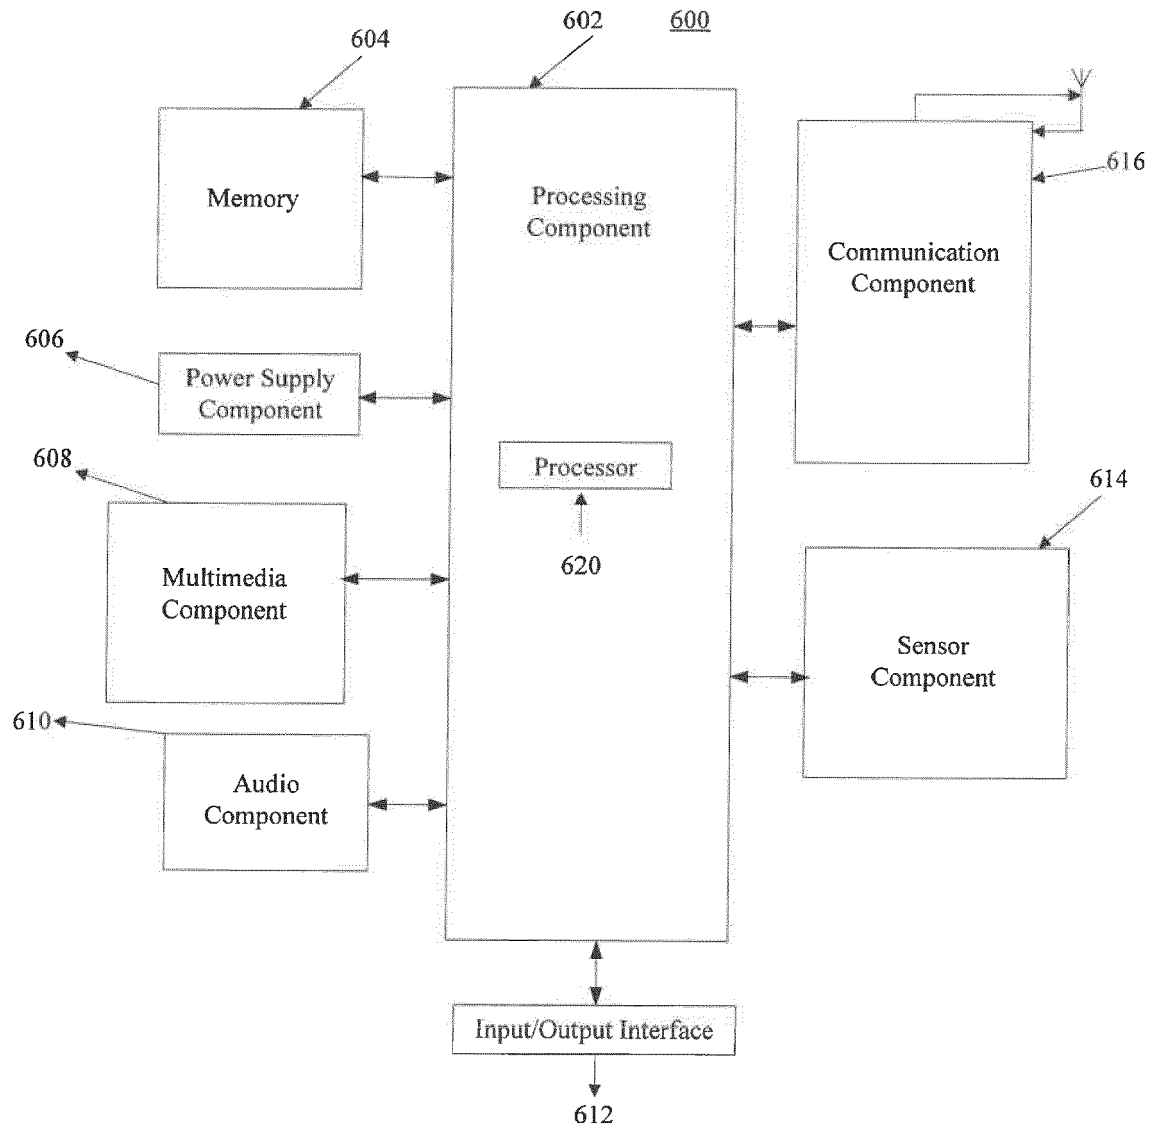 602
600
604
Memory
Processing
Component
616
Communication
Component
606
Power Supply
Component
608
Processor
614
620
Multimedia
Component
Sensor
Component
610
Audio
Component
Input/Output Interface
612